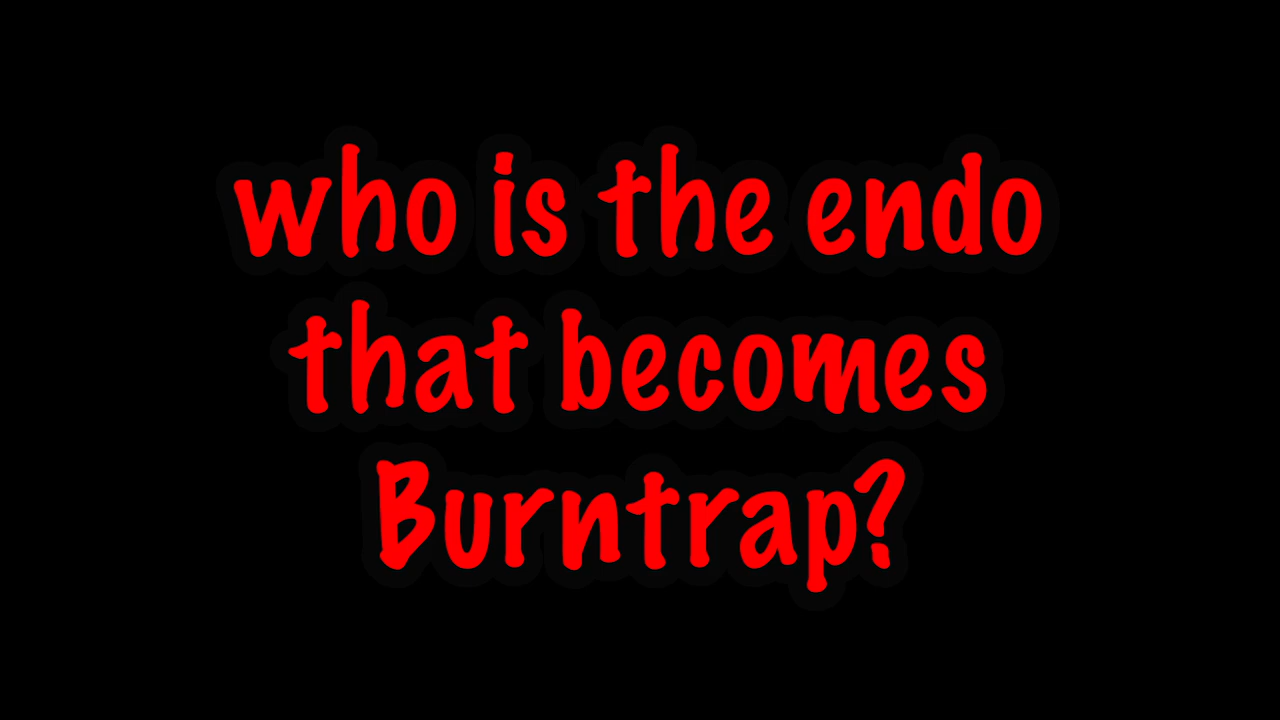 who is the endo
that becomes
Burntrap?